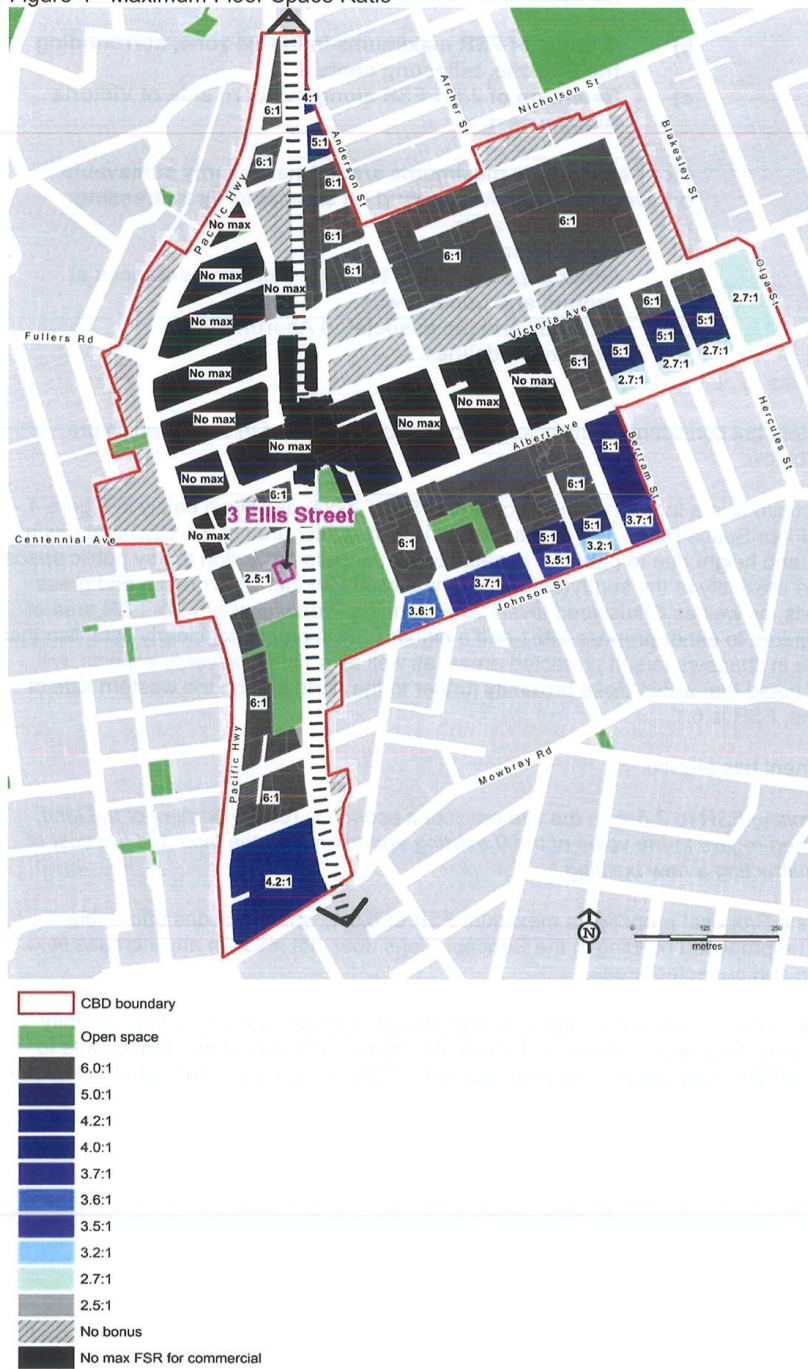 Figure 1 - Maximum Floor Space Ratio
Nicholson St
Archer St
Blakesley St
Anderson St
Pacific Hwy
Olga St
4:1
6:1
5:1
6:1
6:1
6:1
6:1
6:1
6:1
No max
No max
No max
No max
No max
No max
No max
No max
No max
No max
No max
No max
Fullers Rd
Victoria Ave
6:1
2.7:1
5:1
5:1
5:1
6:1
2.7:1
2.7:1
2.7:1
Albert Ave
Hercules St
Bertram St
5:1
6:1
6:1
3 Ellis Street
Centennial Ave
2.5:1
6:1
5:1
5:1
3.7:1
3.2:1
3.5:1
3.7:1
3.6:1
Johnson St
6:1
Pacific Hwy
6:1
Mowbray Rd
4.2:1
N
0 125 250
metres
CBD boundary
Open space
6.0:1
5.0:1
4.2:1
4.0:1
3.7:1
3.6:1
3.5:1
3.2:1
2.7:1
2.5:1
No bonus
No max FSR for commercial